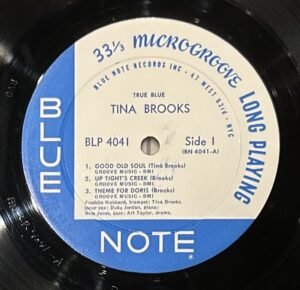 33⅓ MICROGROOVE LONG PLAYING
BLUE NOTE RECORDS INC • 47 WEST 63rd • NYC
TRUE BLUE
TINA BROOKS
BLP 4041 Side 1
(BN 4041-A)
1. GOOD OLD SOUL (Tina Brooks)
GROOVE MUSIC - BMI
2. UP TIGHT'S CREEK (Brooks)
GROOVE MUSIC - BMI
3. THEME FOR DORIS (Brooks)
GROOVE MUSIC - BMI
Freddie Hubbard, trumpet; Tina Brooks,
tenor sax; Duke Jordan, piano;
Sam Jones, bass; Art Taylor, drums,
BLUE
NOTE